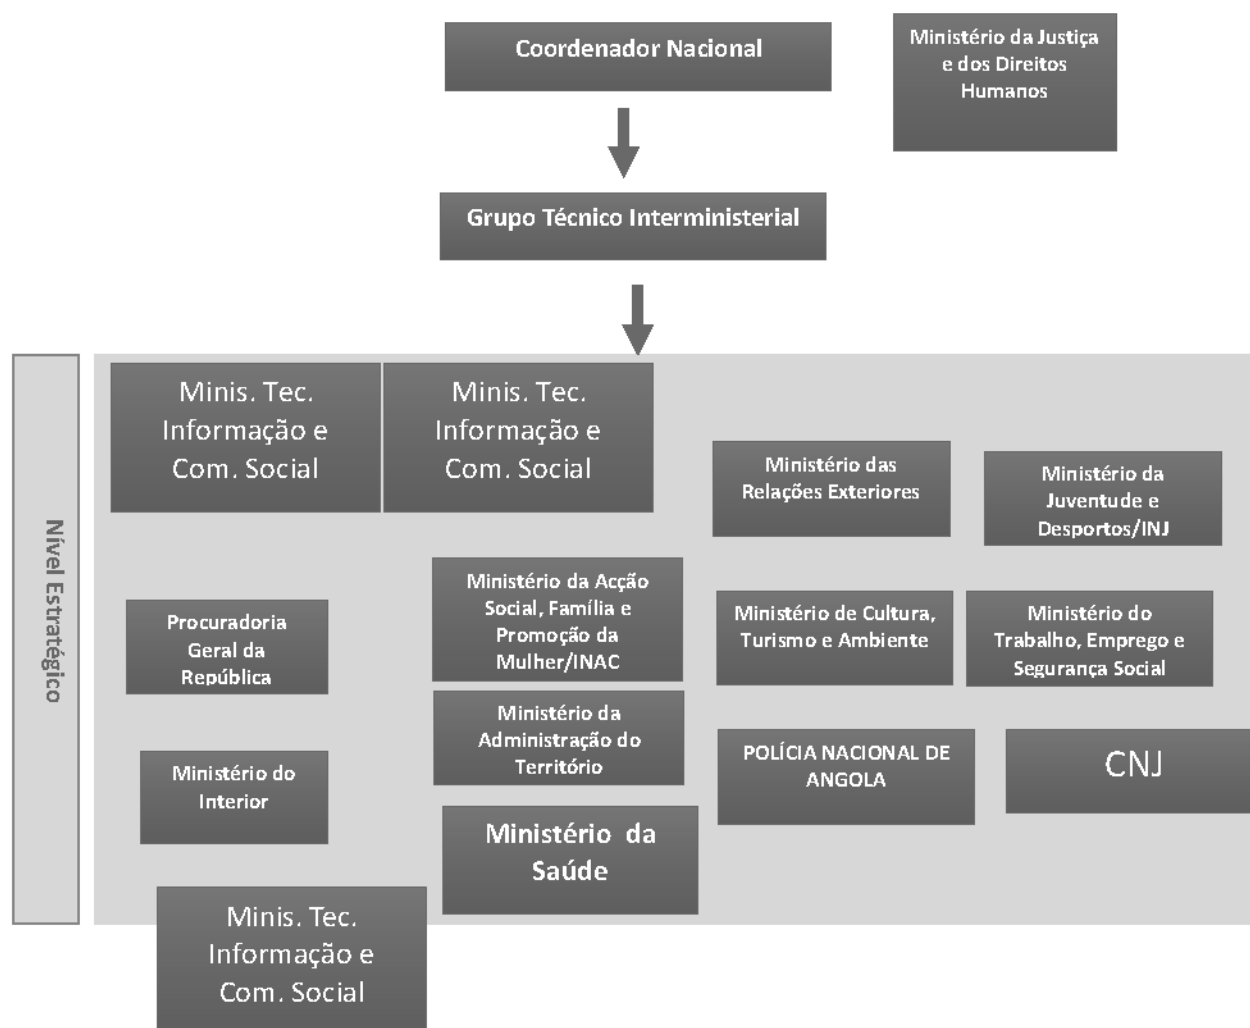 Coordenador Nacional
Ministério da Justiça
e dos Direitos
Humanos
Grupo Técnico Interministerial
Nível Estratégico
Minis. Tec.
Informação e
Com. Social
Minis. Tec.
Informação e
Com. Social
Ministério das
Relações Exteriores
Ministério da
Juventude e
Desportos/INJ
Procuradoria
Geral da
República
Ministério da Acção
Social, Família e
Promoção da
Mulher/INAC
Ministério de Cultura,
Turismo e Ambiente
Ministério do
Trabalho, Emprego e
Segurança Social
Ministério da
Administração do
Território
Ministério do
Interior
POLÍCIA NACIONAL DE
ANGOLA
CNJ
Ministério da
Saúde
Minis. Tec.
Informação e
Com. Social